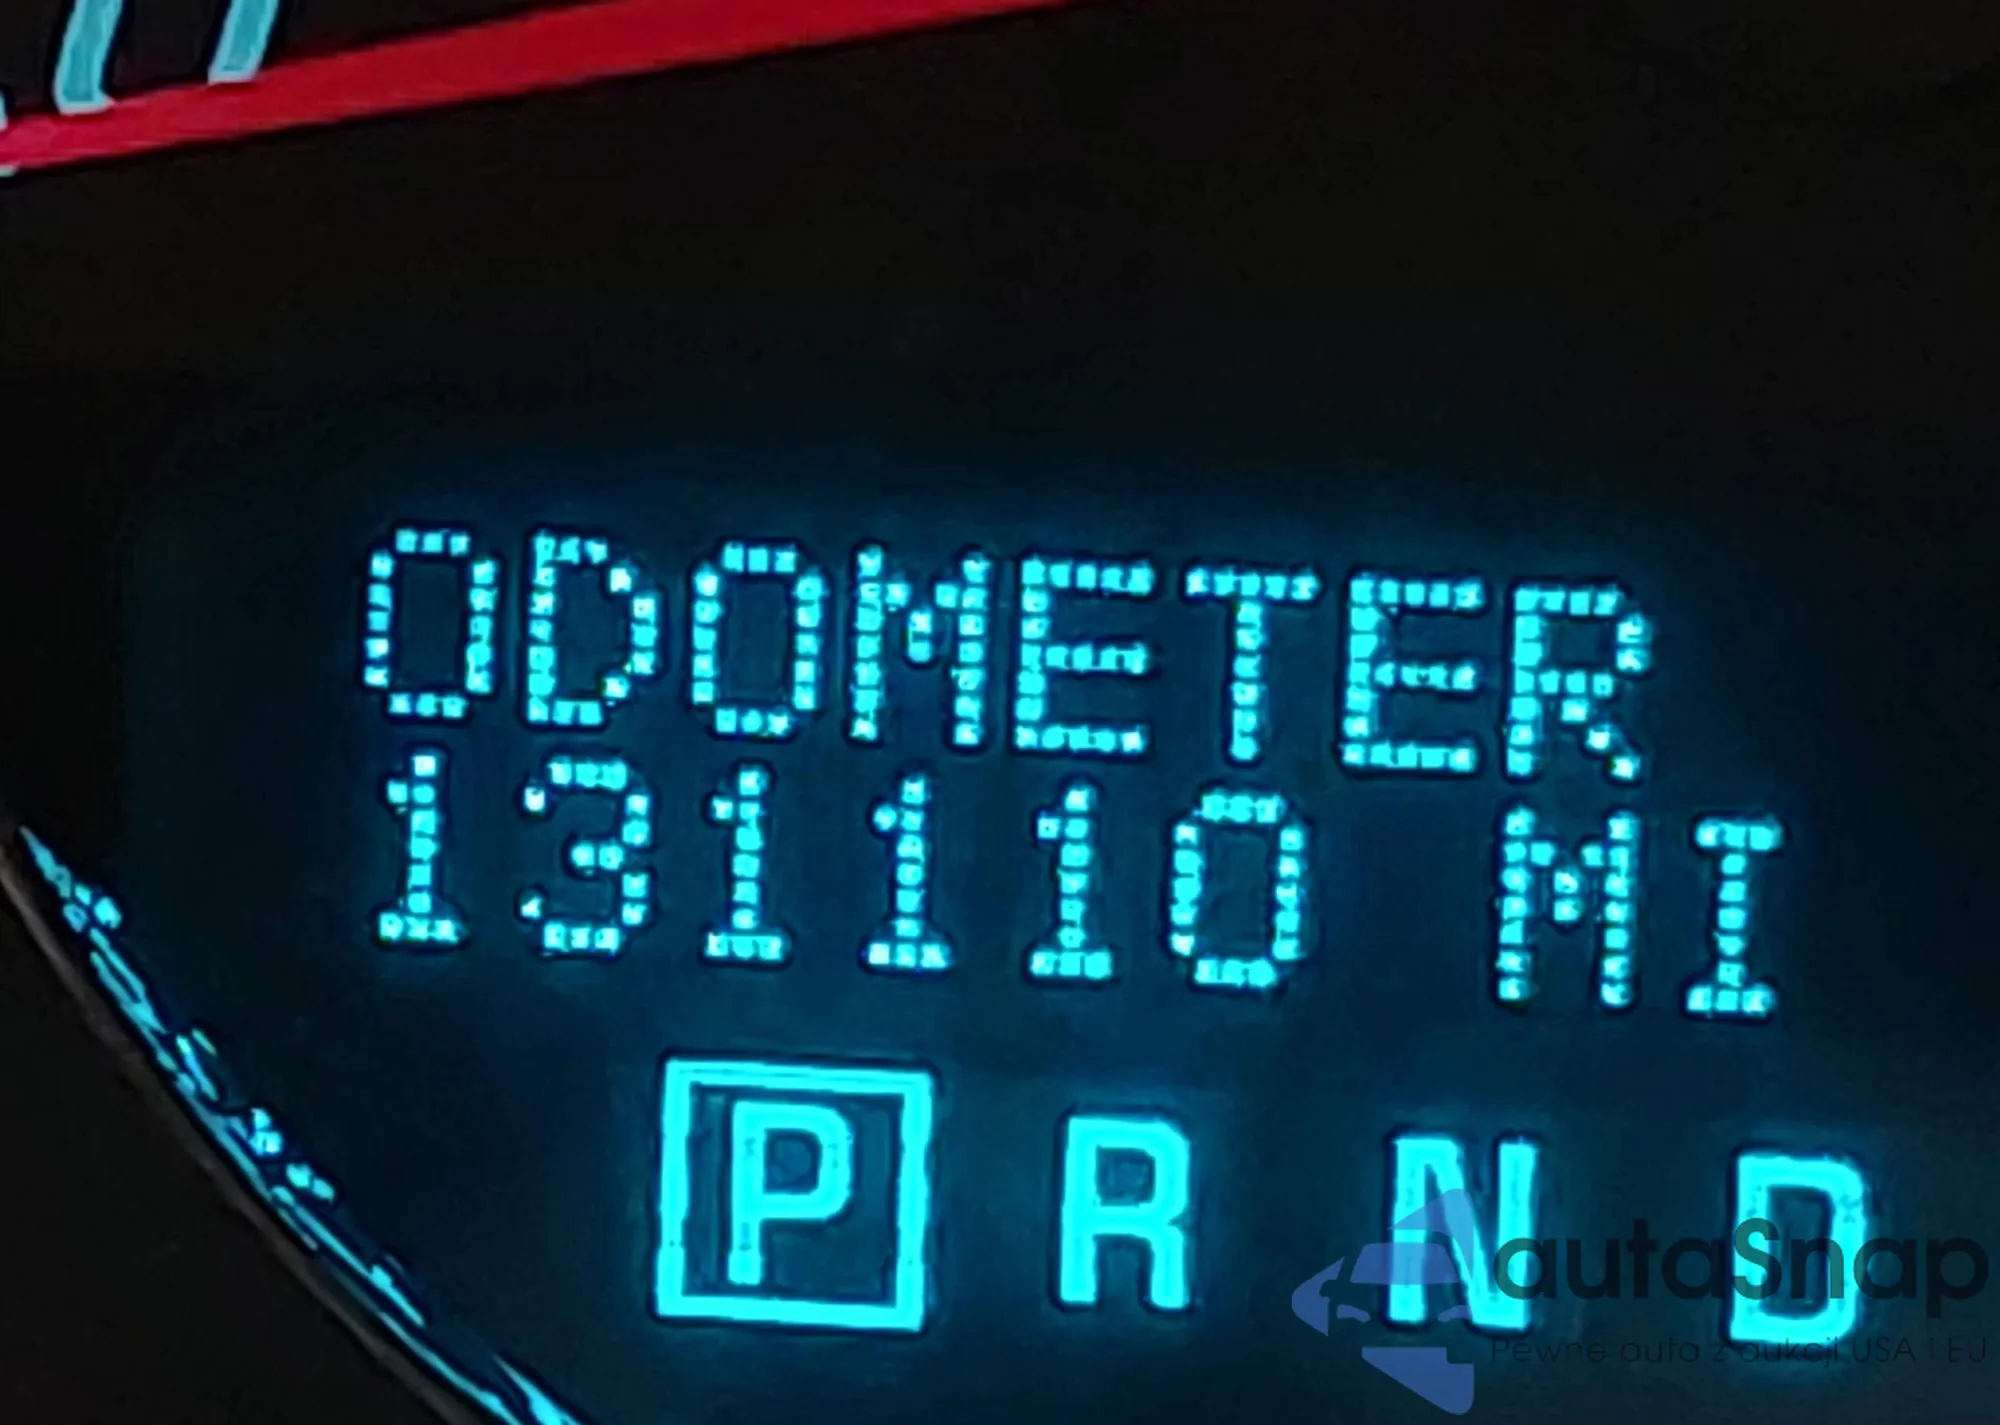 ODOMETER
131110 MI
P R N D
autaSnap
Pewne auta z aukcji USA i EU